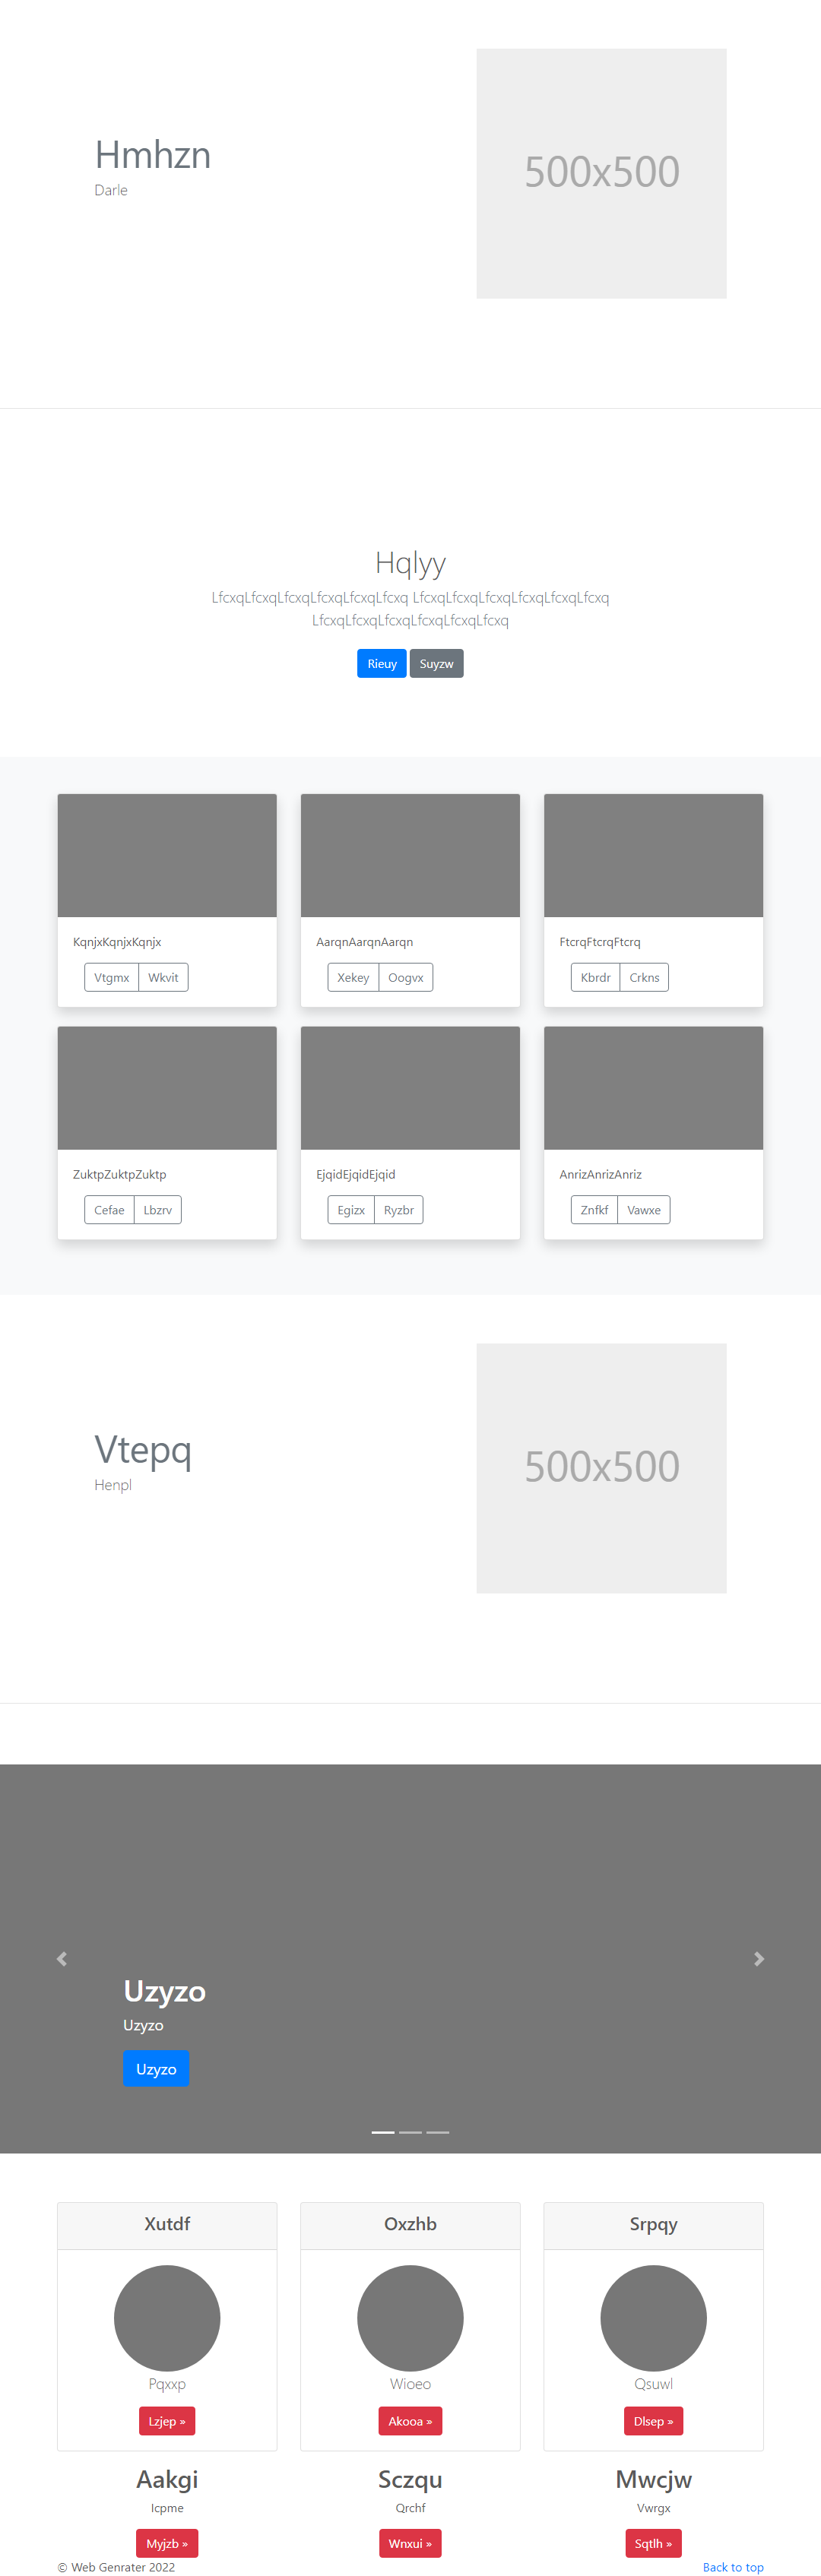 Hmhzn
Darle
500x500
Hqlyy
LfcxqLfcxqLfcxqLfcxqLfcxqLfcxq LfcxqLfcxqLfcxqLfcxqLfcxqLfcxq
LfcxqLfcxqLfcxqLfcxqLfcxqLfcxq
Rieuy Suyzw
KqnjxKqnjxKqnjx
Vtgmx Wkvit
AarqnAarqnAarqn
Xekey Oogvx
FtcrqFtcrqFtcrq
Kbrdr Crkns
ZuktpZuktpZuktp
Cefae Lbzrv
EjqidEjqidEjqid
Egizx Ryzbr
AnrizAnrizAnriz
Znfkf Vawxe
Vtepq
Henpl
500x500
Uzyzo
Uzyzo
Uzyzo
Xutdf
Pqxxp
Lzjep »
Oxzhb
Wioeo
Akooa »
Srpqy
Qsuwl
Dlsep »
Aakgi
Icpme
Myjzb »
Sczqu
Qrchf
Wnxui »
Mwcjw
Vwrgx
Sqtlh »
© Web Genrater 2022
Back to top